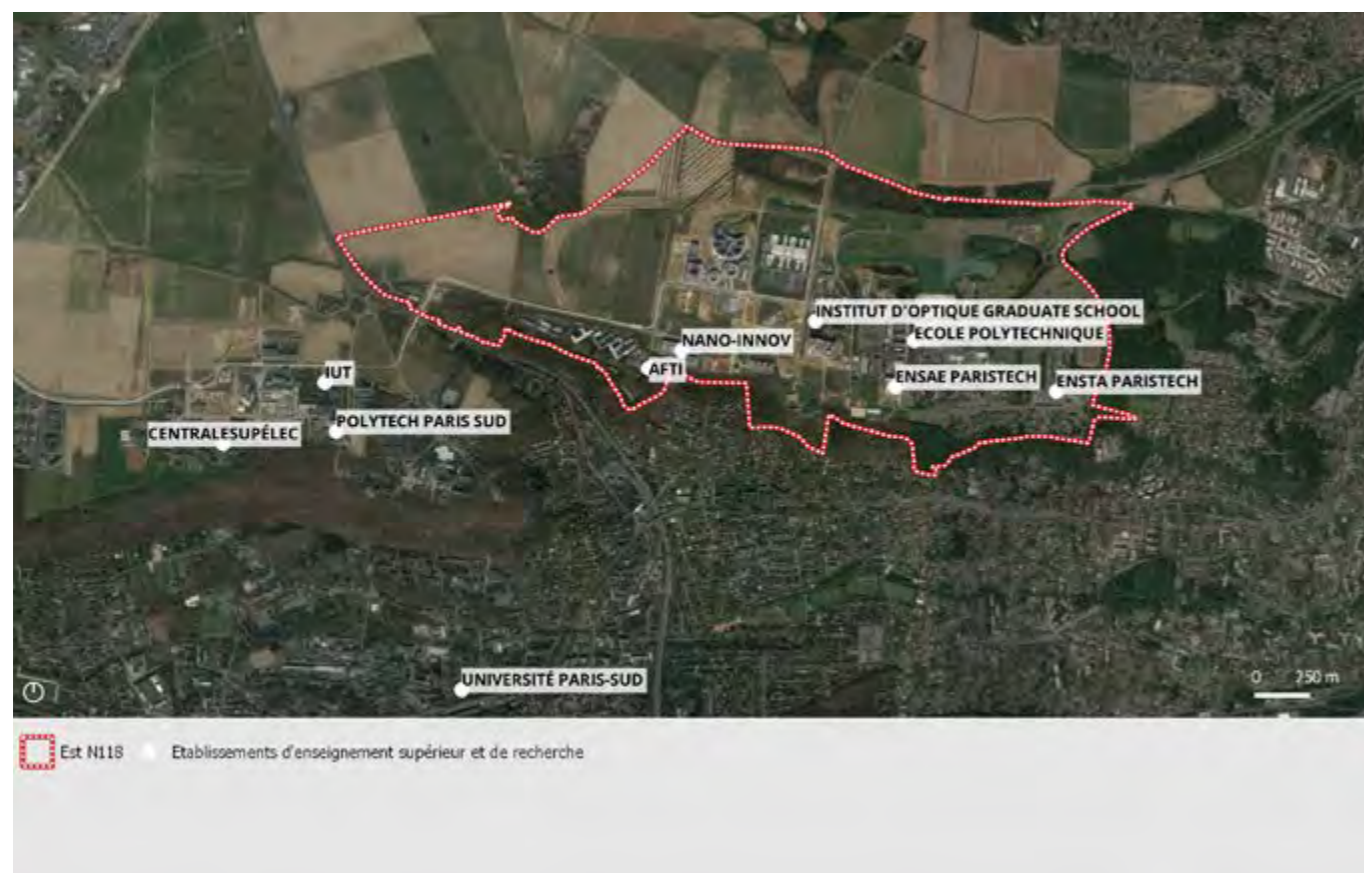 INSTITUT D'OPTIQUE GRADUATE SCHOOL
ECOLE POLYTECHNIQUE
NANO-INNOV
AFTI
ENSAE PARISTECH
ENSTA PARISTECH
IUT
POLYTECH PARIS SUD
CENTRALESUPÉLEC
UNIVERSITÉ PARIS-SUD
0 250 m
Est N118
Etablissements d'enseignement supérieur et de recherche